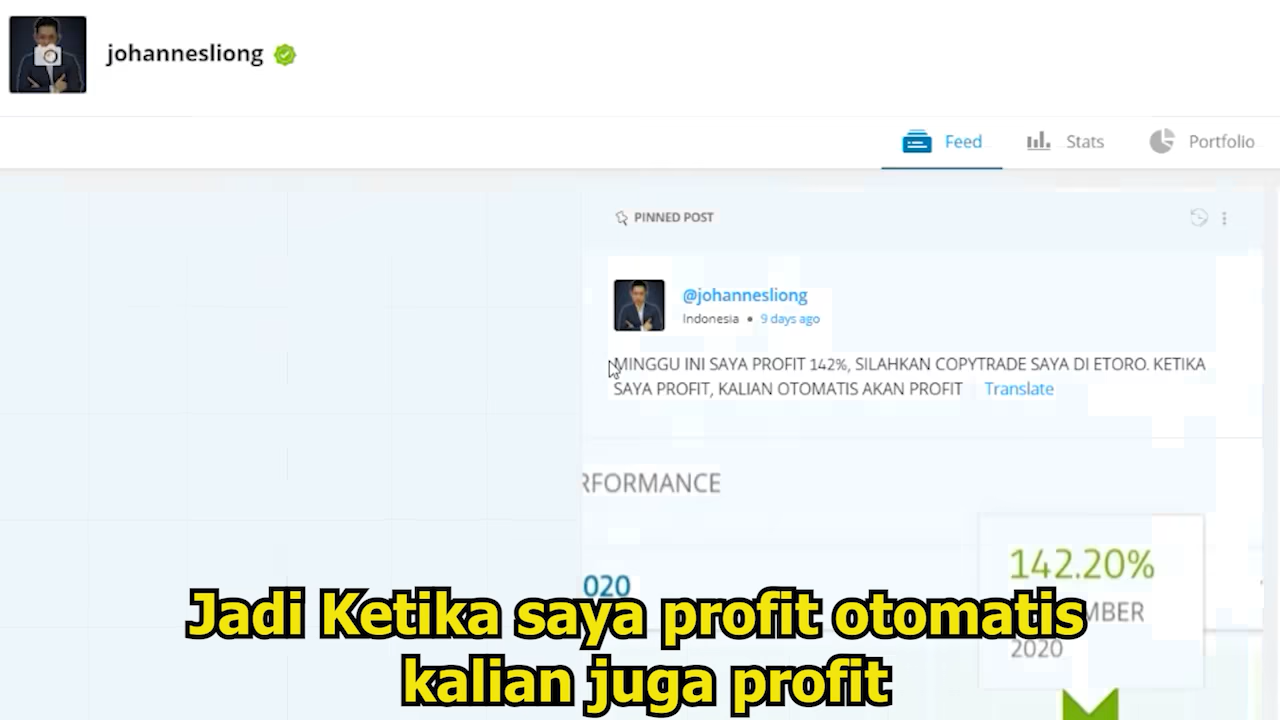 johannesliong
Feed
Stats
Portfolio
PINNED POST
@johannesliong
Indonesia • 9 days ago
MINGGU INI SAYA PROFIT 142%, SILAHKAN COPYTRADE SAYA DI ETORO. KETIKA
SAYA PROFIT, KALIAN OTOMATIS AKAN PROFIT Translate
RFORMANCE
142.20%
020
MBER
2020
Jadi Ketika saya profit otomatis
kalian juga profit